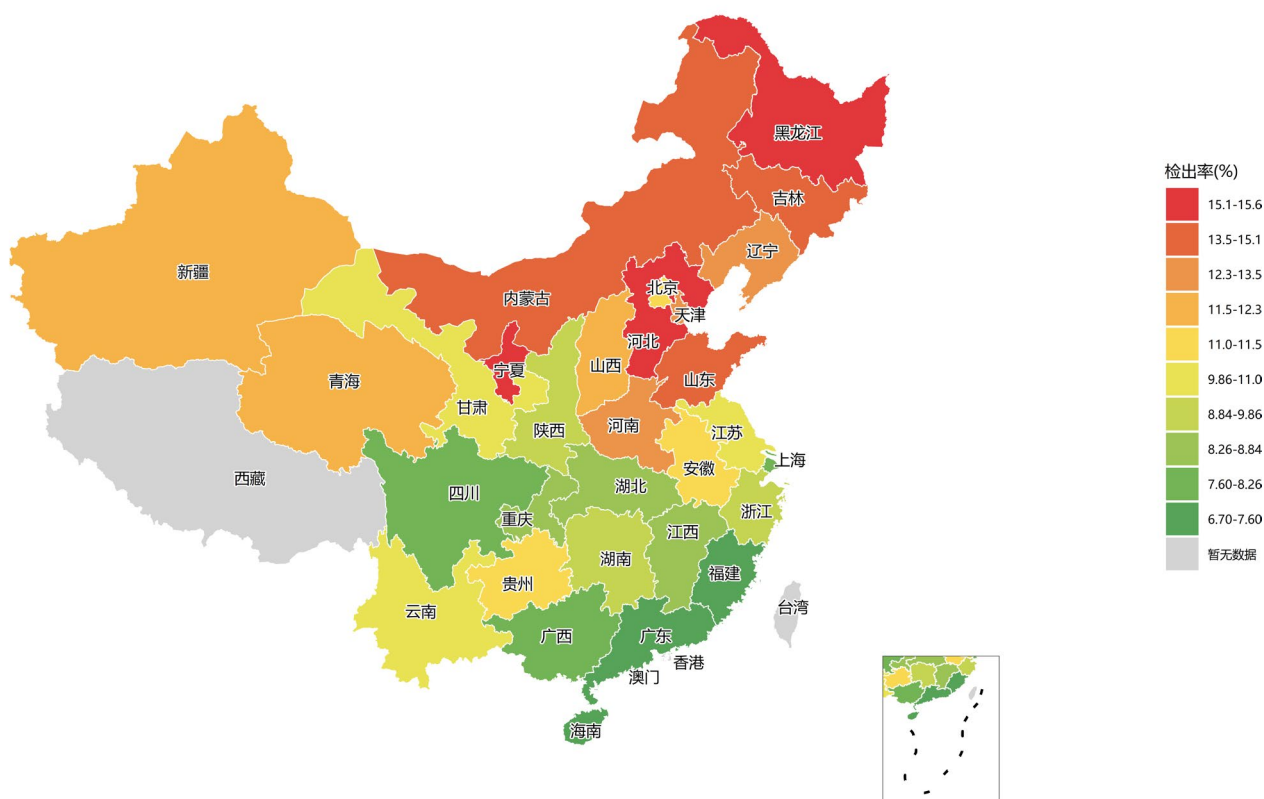 黑龙江
吉林
辽宁
新疆
内蒙古
北京
天津
河北
宁夏
山西
山东
青海
甘肃
陕西
河南
江苏
上海
安徽
西藏
四川
湖北
重庆
浙江
江西
湖南
福建
贵州
云南
台湾
广西
广东
香港
澳门
海南
检出率(%)
15.1-15.6
13.5-15.1
12.3-13.5
11.5-12.3
11.0-11.5
9.86-11.0
8.84-9.86
8.26-8.84
7.60-8.26
6.70-7.60
暂无数据